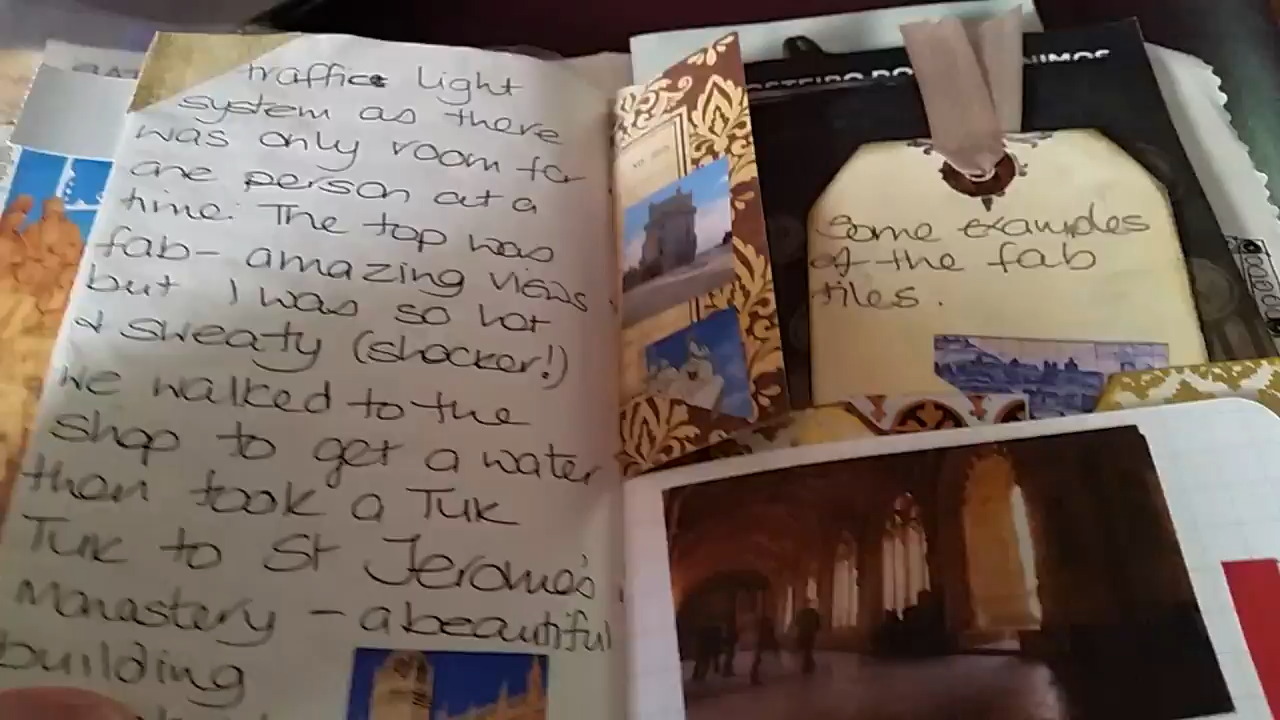 traffic light
system as there
was only room for
one person at a
time. The top was
fab- amazing views
but I was so hot
& sweaty (shocker!)
We walked to the
shop to get a water
then took a Tuk
Tuk to St Jerome's
Monastery - a beautiful
building
Some examples
of the fab
tiles.